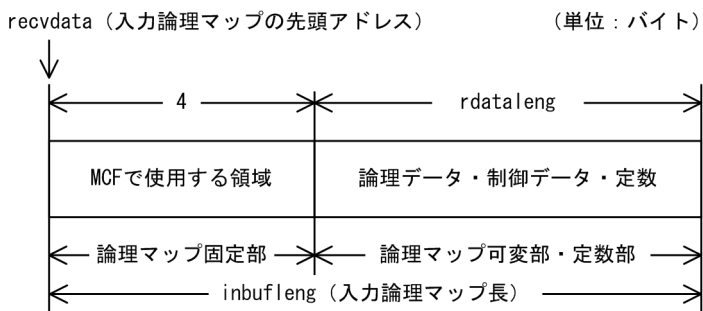 recvdata（入力論理マップの先頭アドレス）　（単位：バイト）
4　rdataleng
MCFで使用する領域　論理データ・制御データ・定数
論理マップ固定部　論理マップ可変部・定数部
inbufleng（入力論理マップ長）